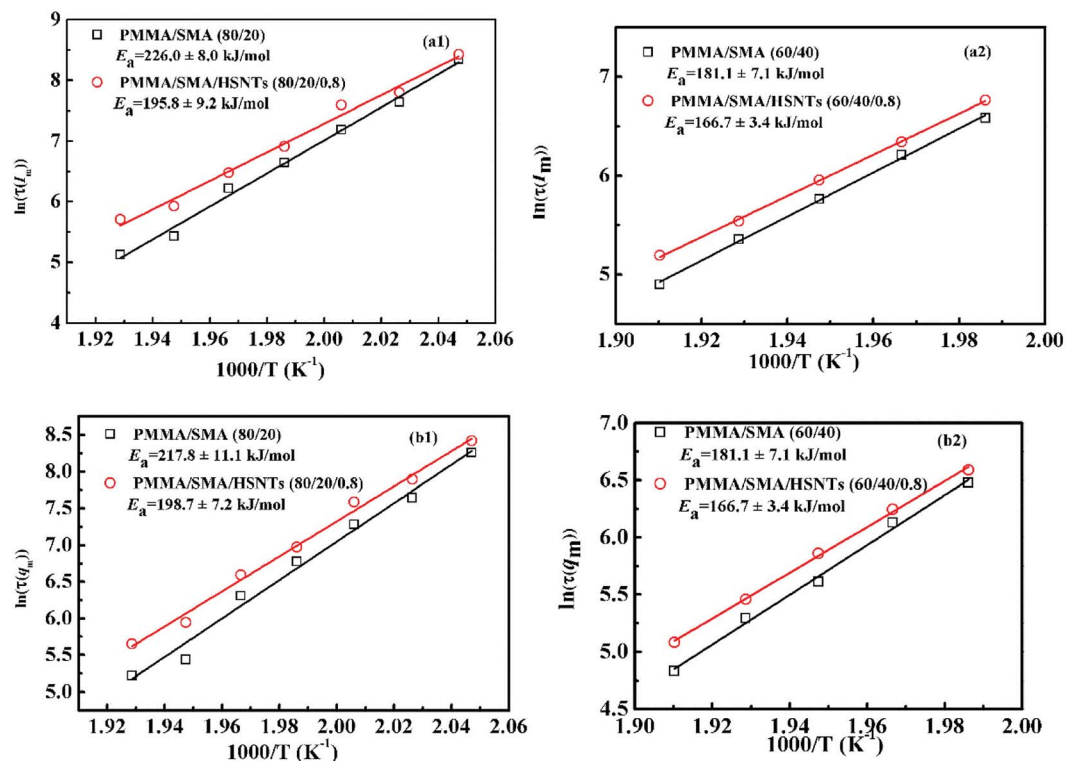 (a1)
PMMA/SMA (80/20)
Eₐ=226.0 ± 8.0 kJ/mol
PMMA/SMA/HSNTs (80/20/0.8)
Eₐ=195.8 ± 9.2 kJ/mol
ln(τ(Iₘ))
9
8
7
6
5
4
1.92 1.94 1.96 1.98 2.00 2.02 2.04 2.06
1000/T (K⁻¹)
(a2)
PMMA/SMA (60/40)
Eₐ=181.1 ± 7.1 kJ/mol
PMMA/SMA/HSNTs (60/40/0.8)
Eₐ=166.7 ± 3.4 kJ/mol
ln(τ(Iₘ))
7
6
5
1.90 1.92 1.94 1.96 1.98 2.00
1000/T (K⁻¹)
(b1)
PMMA/SMA (80/20)
Eₐ=217.8 ± 11.1 kJ/mol
PMMA/SMA/HSNTs (80/20/0.8)
Eₐ=198.7 ± 7.2 kJ/mol
ln(τ(qₘ))
8.5
8.0
7.5
7.0
6.5
6.0
5.5
5.0
1.92 1.94 1.96 1.98 2.00 2.02 2.04 2.06
1000/T (K⁻¹)
(b2)
PMMA/SMA (60/40)
Eₐ=181.1 ± 7.1 kJ/mol
PMMA/SMA/HSNTs (60/40/0.8)
Eₐ=166.7 ± 3.4 kJ/mol
ln(τ(qₘ))
7.0
6.5
6.0
5.5
5.0
4.5
1.90 1.92 1.94 1.96 1.98 2.00
1000/T (K⁻¹)